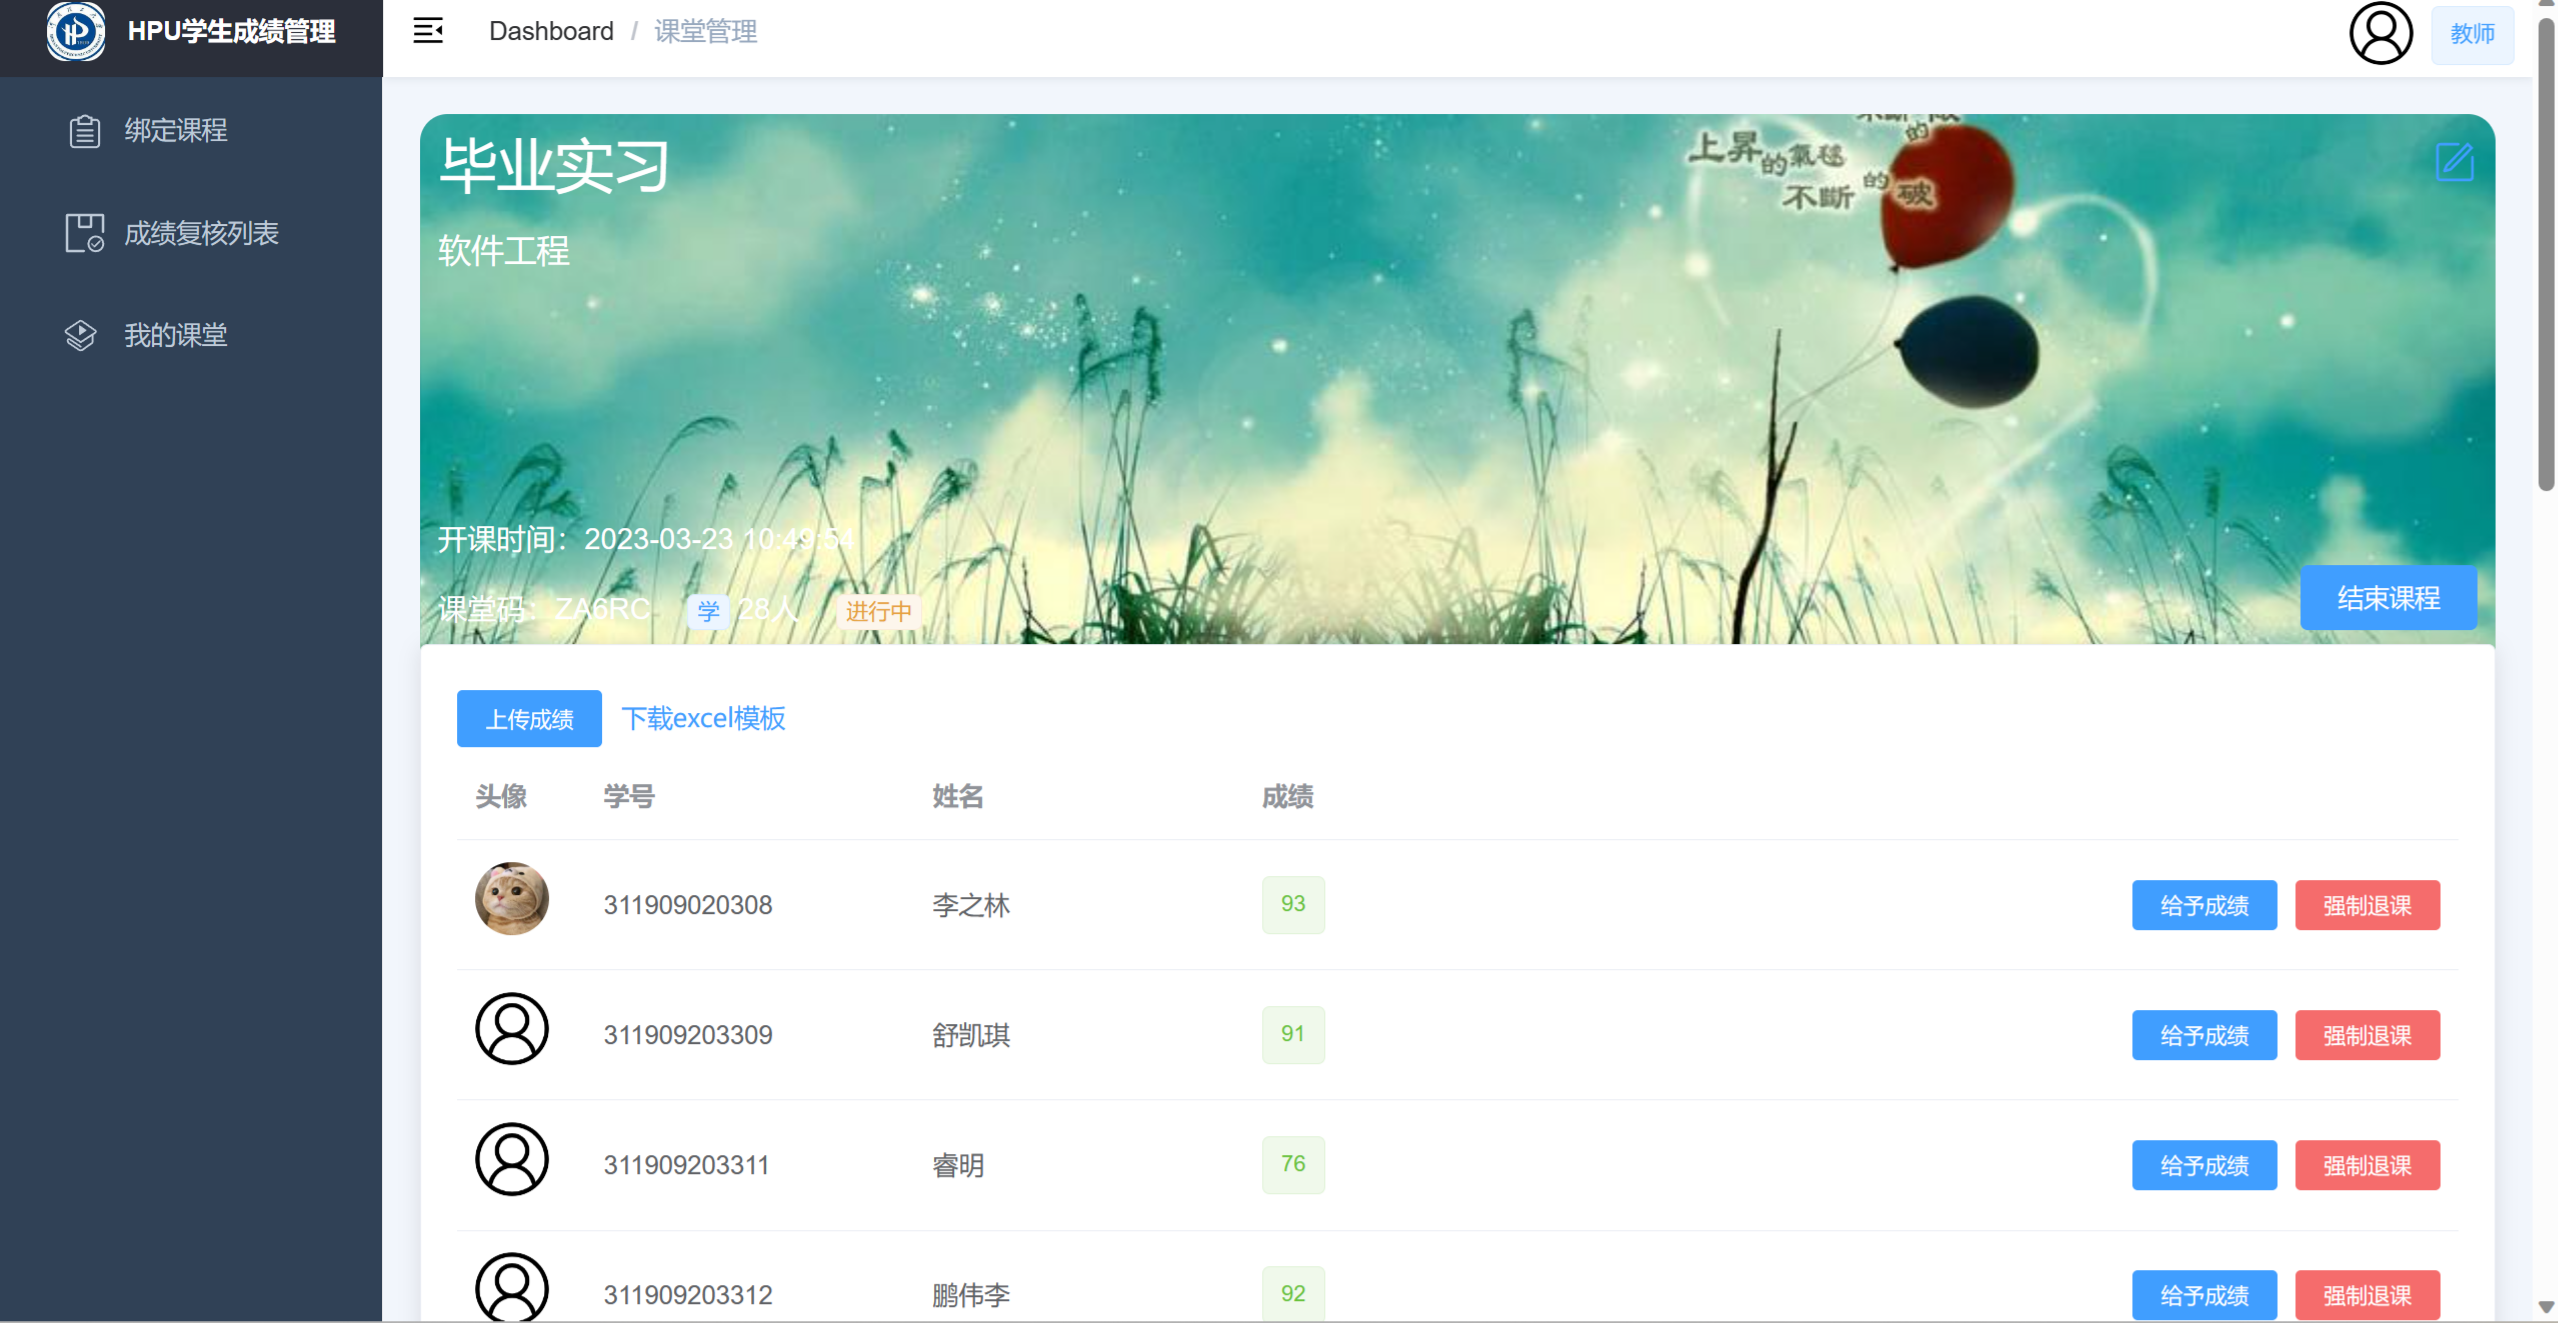 HPU学生成绩管理
Dashboard / 课堂管理
教师
绑定课程
成绩复核列表
我的课堂
毕业实习
软件工程
上昇的氣毬
不斷的破
开课时间：2023-03-23 10:49:54
课堂码：ZA6RC 学 28人 进行中
结束课程
上传成绩 下载excel模板
头像 学号 姓名 成绩
311909020308 李之林 93 给予成绩 强制退课
311909203309 舒凯琪 91 给予成绩 强制退课
311909203311 睿明 76 给予成绩 强制退课
311909203312 鹏伟李 92 给予成绩 强制退课